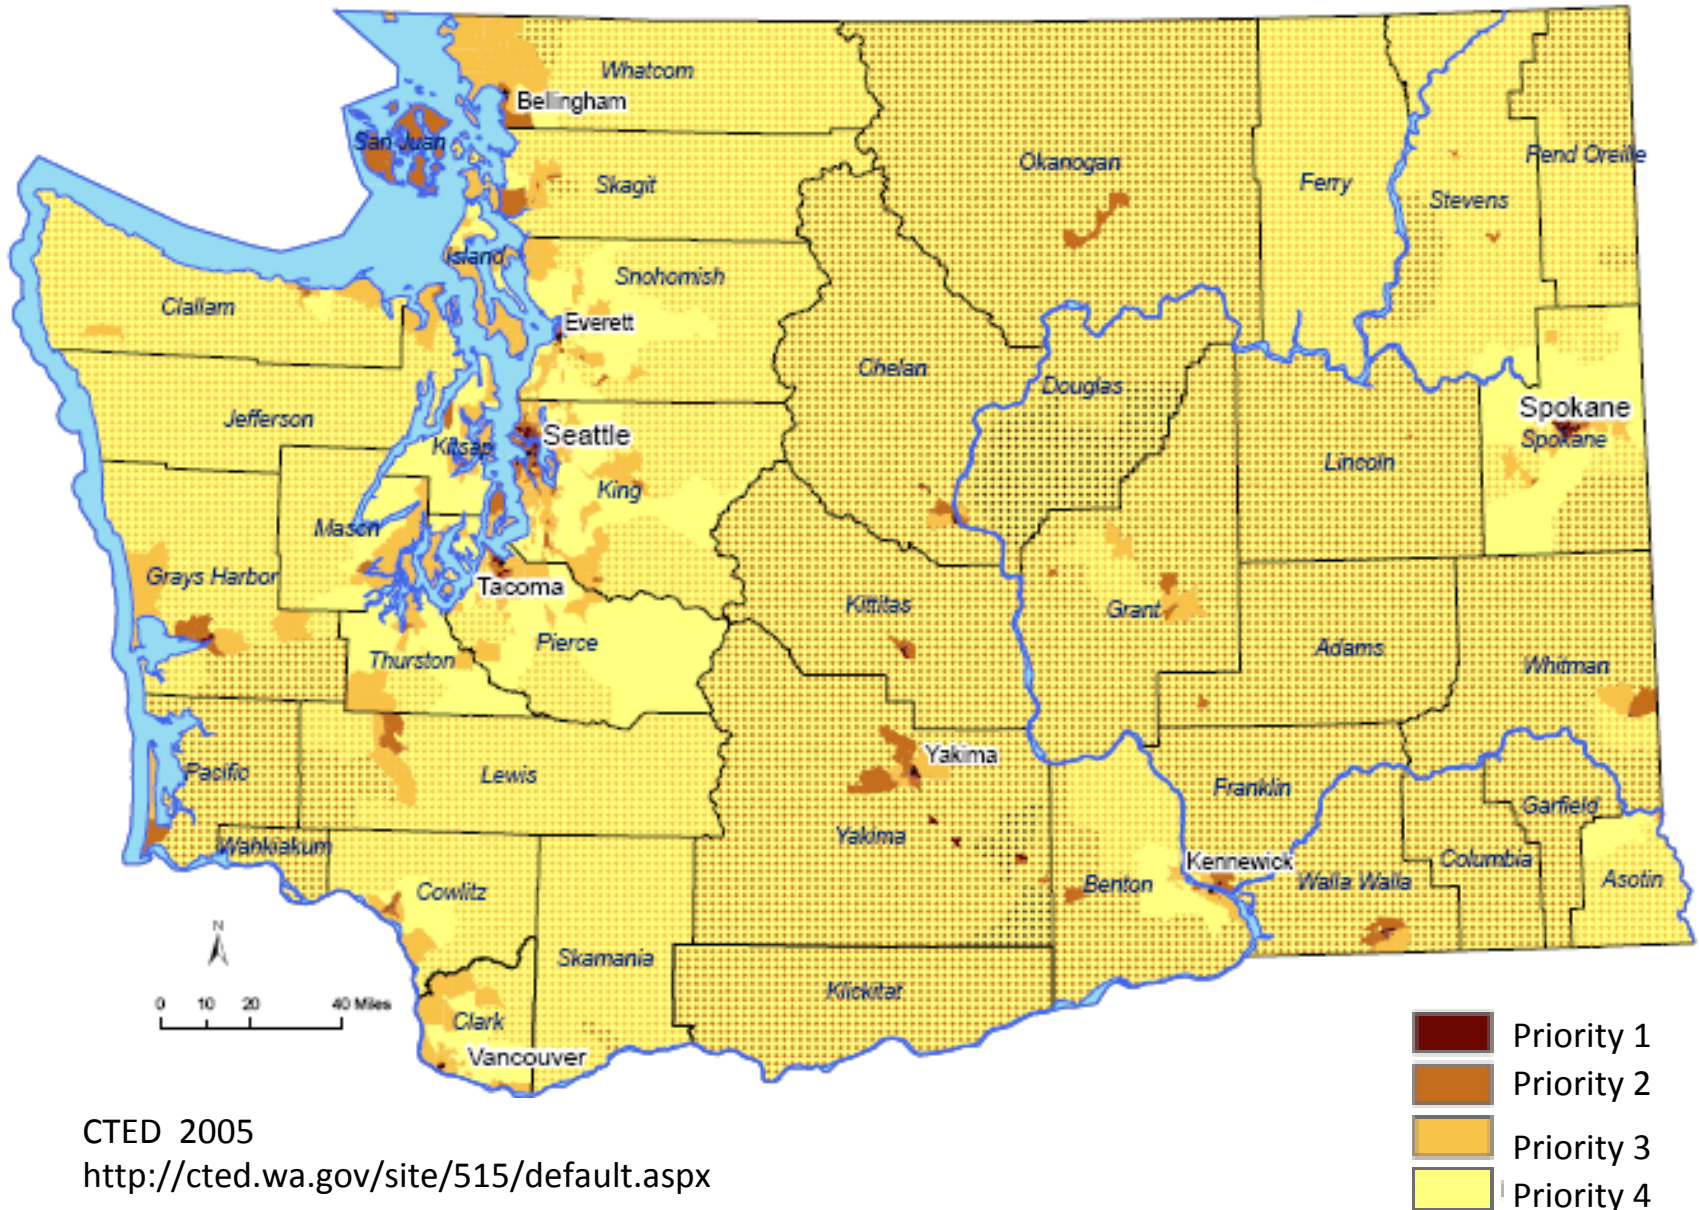 Whatcom
Bellingham
San Juan
Okanogan
Pend Oreille
Skagit
Ferry
Stevens
Island
Snohomish
Clallam
Everett
Chelan
Douglas
Jefferson
Spokane
Seattle
Kitsap
Spokane
Lincoln
King
Mason
Grays Harbor
Tacoma
Kittitas
Grant
Pierce
Thurston
Adams
Whitman
Yakima
Pacific
Lewis
Franklin
Garfield
Yakima
Wahkiakum
Kennewick
Columbia
Cowlitz
Benton
Walla Walla
Asotin
N
Skamania
Klickitat
0 10 20 40 Miles
Clark
Vancouver
Priority 1
Priority 2
Priority 3
Priority 4
CTED 2005
http://cted.wa.gov/site/515/default.aspx